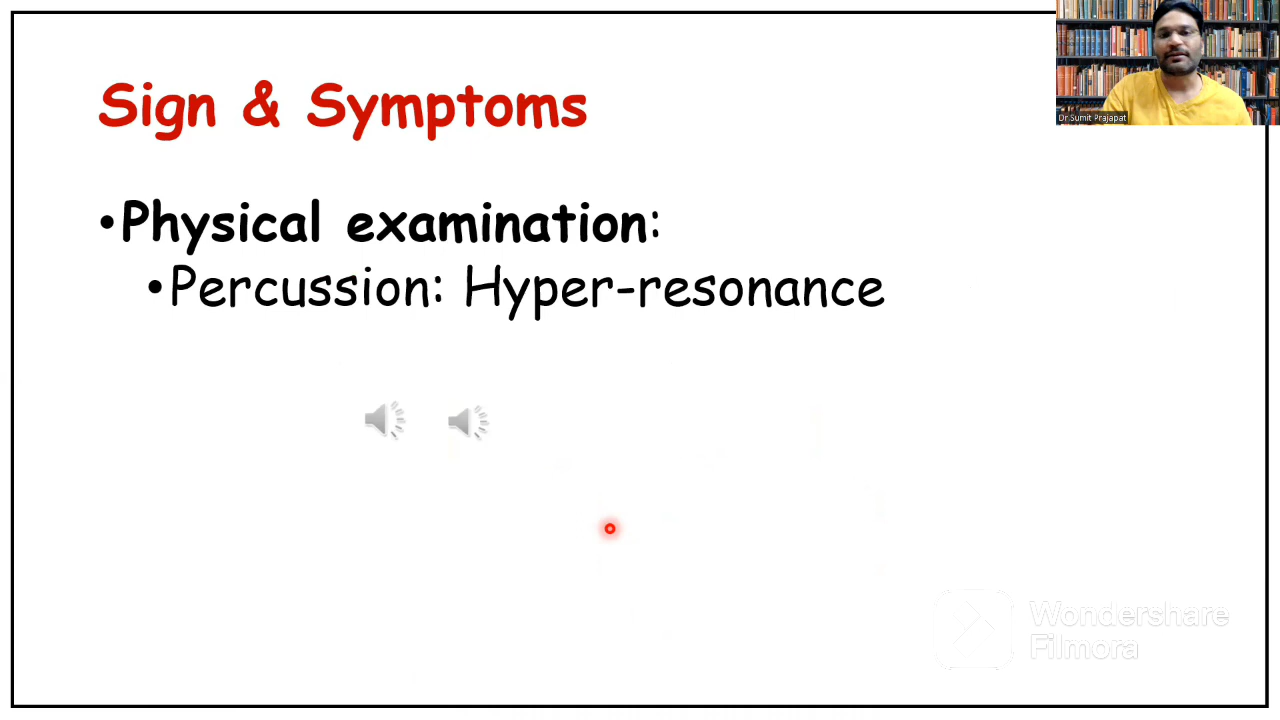 Sign & Symptoms
Dr.Sumit Prajapat
•Physical examination:
•Percussion: Hyper-resonance
Wondershare
Filmora